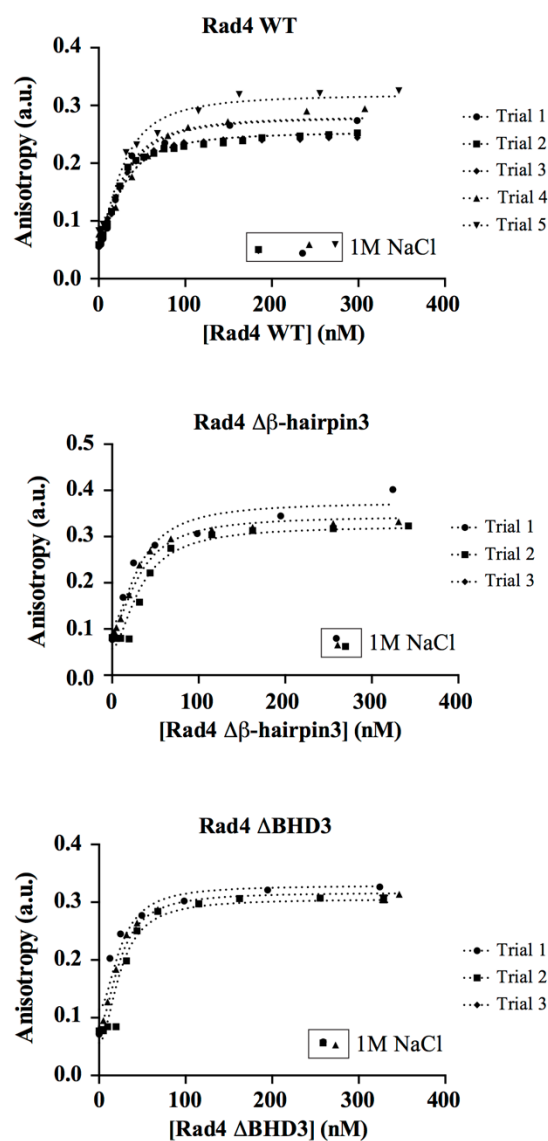 Rad4 WT
Anisotropy (a.u.)
0.4
0.3
0.2
0.1
0.0
0
100
200
300
400
[Rad4 WT] (nM)
1M NaCl
Trial 1
Trial 2
Trial 3
Trial 4
Trial 5
Rad4 Δβ-hairpin3
Anisotropy (a.u.)
0.5
0.4
0.3
0.2
0.1
0.0
0
100
200
300
400
[Rad4 Δβ-hairpin3] (nM)
1M NaCl
Trial 1
Trial 2
Trial 3
Rad4 ΔBHD3
Anisotropy (a.u.)
0.4
0.3
0.2
0.1
0.0
0
100
200
300
400
[Rad4 ΔBHD3] (nM)
1M NaCl
Trial 1
Trial 2
Trial 3